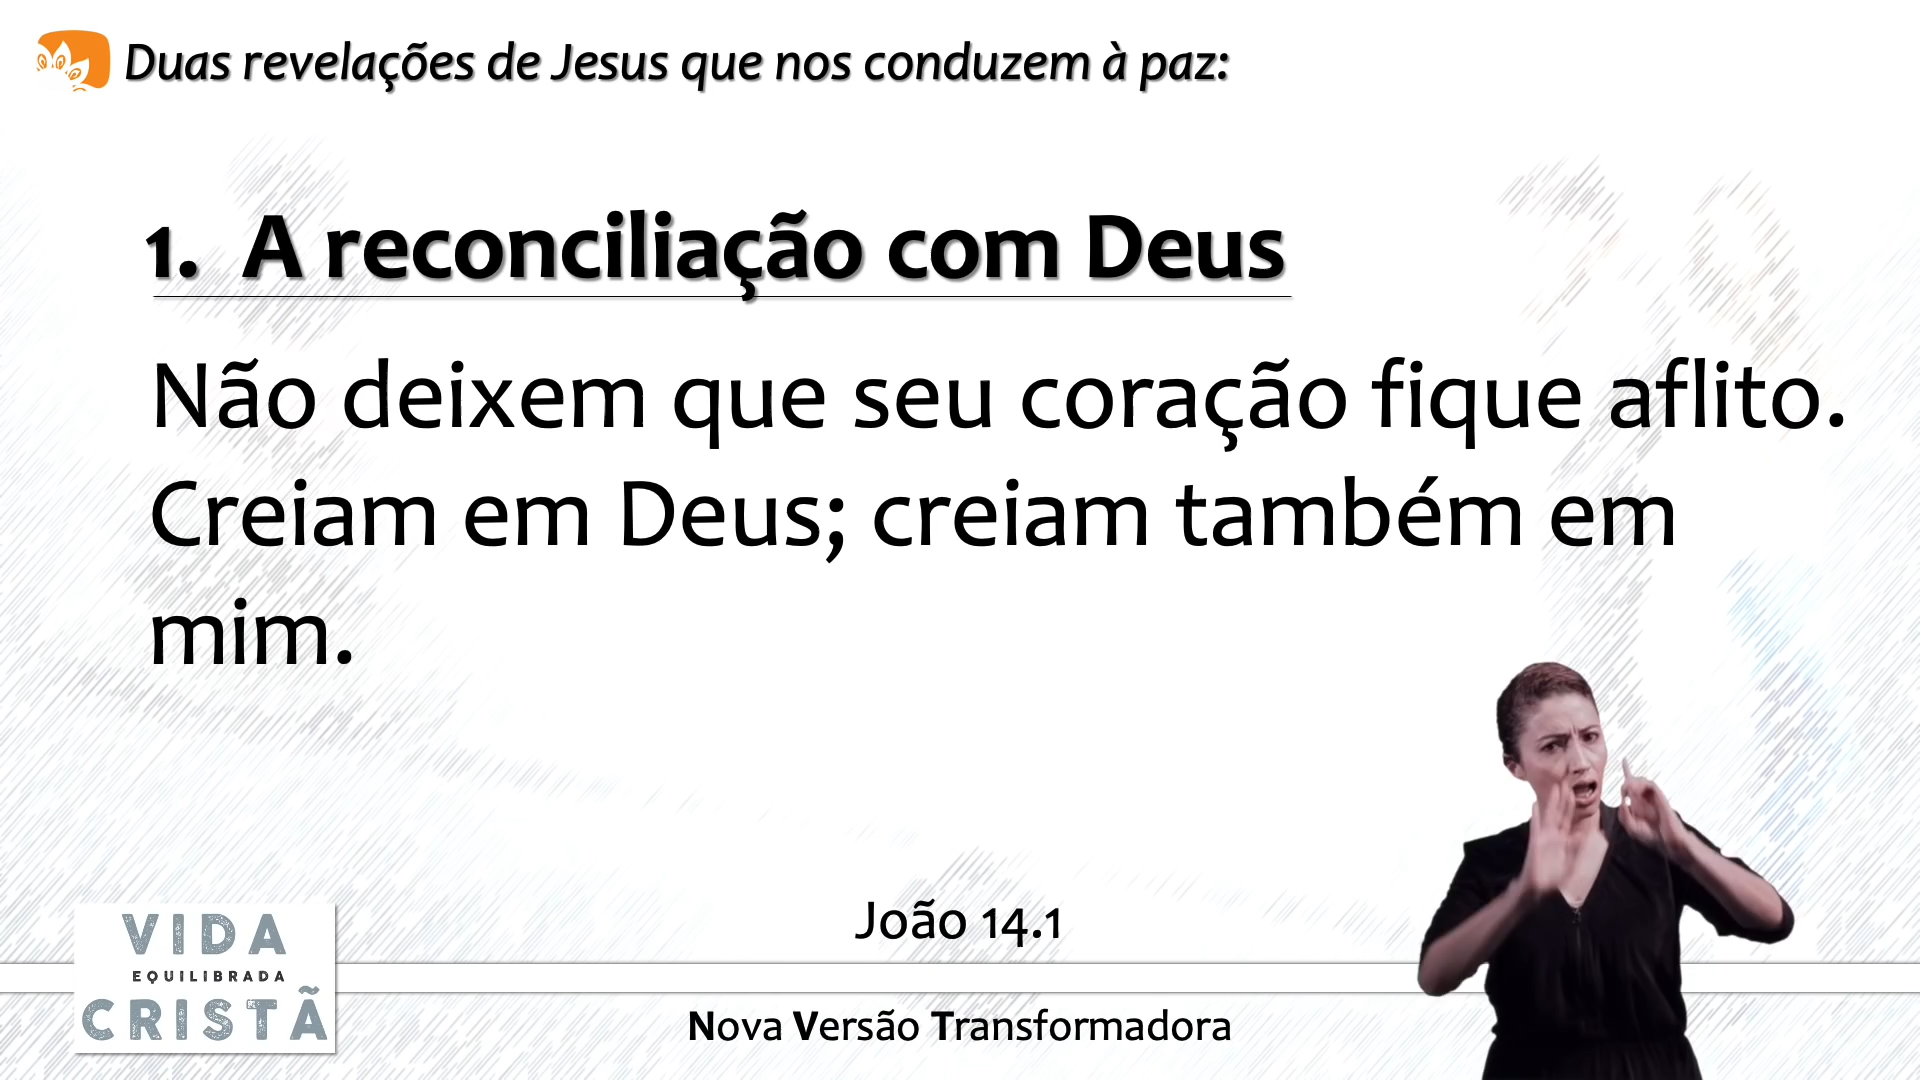 Duas revelações de Jesus que nos conduzem à paz:
1. A reconciliação com Deus
Não deixem que seu coração fique aflito.
Creiam em Deus; creiam também em
mim.
João 14.1
VIDA
EQUILIBRADA
CRISTÃ
Nova Versão Transformadora